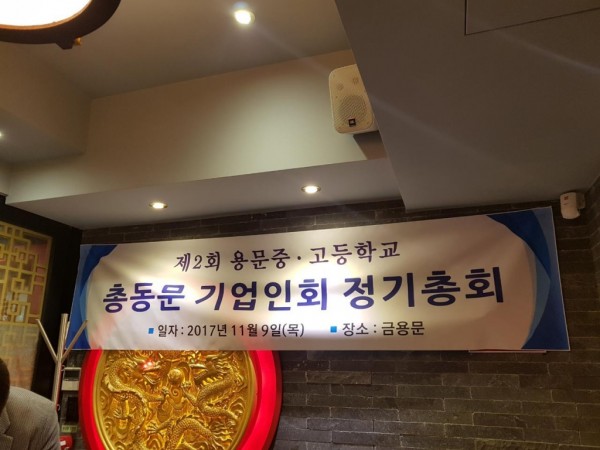 제2회 용문중·고등학교
총동문 기업인회 정기총회
■ 일자 : 2017년 11월 9일(목) ■ 장소 : 금용문